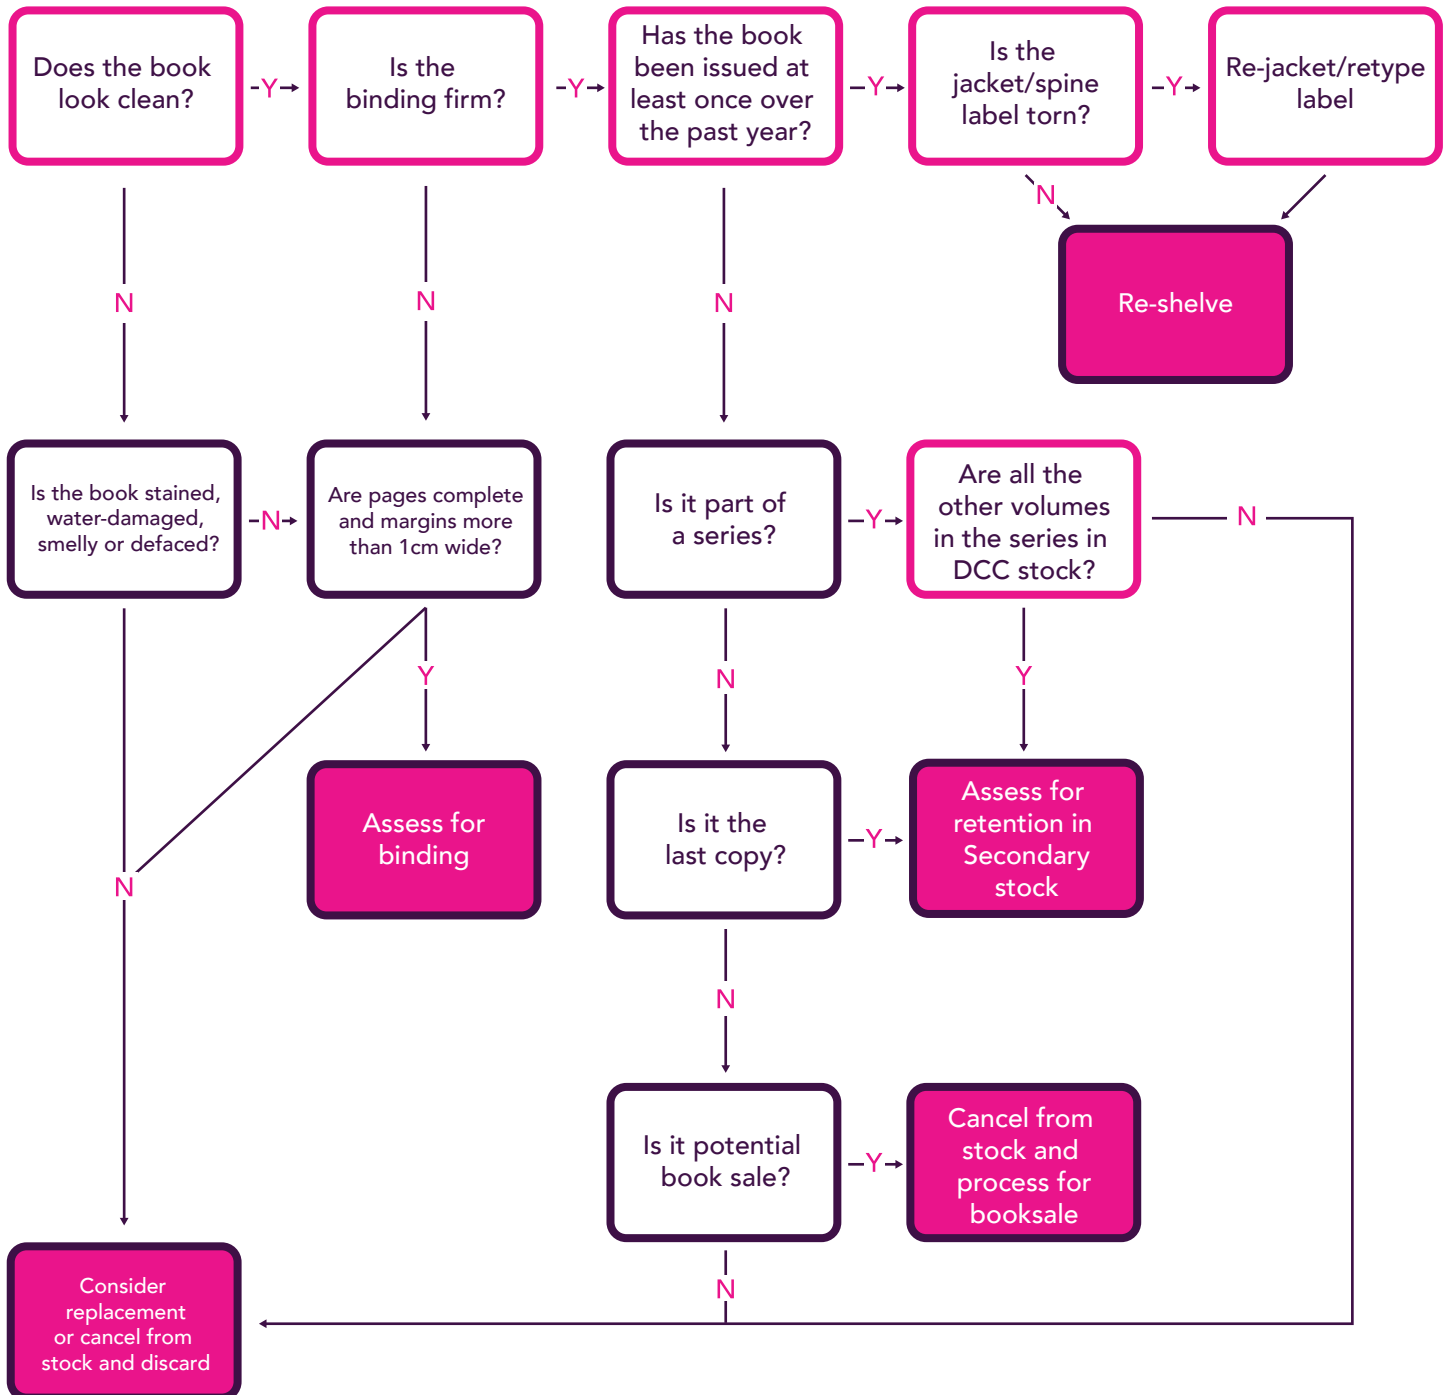 Does the book
look clean?
Y
Is the
binding firm?
Y
Has the book
been issued at
least once over
the past year?
Y
Is the
jacket/spine
label torn?
Y
Re-jacket/retype
label
N
Re-shelve
N
N
N
Is the book stained,
water-damaged,
smelly or defaced?
N
Are pages complete
and margins more
than 1cm wide?
Is it part of
a series?
Y
Are all the
other volumes
in the series in
DCC stock?
N
Y
N
Y
Assess for
binding
Is it the
last copy?
Y
Assess for
retention in
Secondary
stock
N
N
Is it potential
book sale?
Y
Cancel from
stock and
process for
booksale
N
Consider
replacement
or cancel from
stock and discard